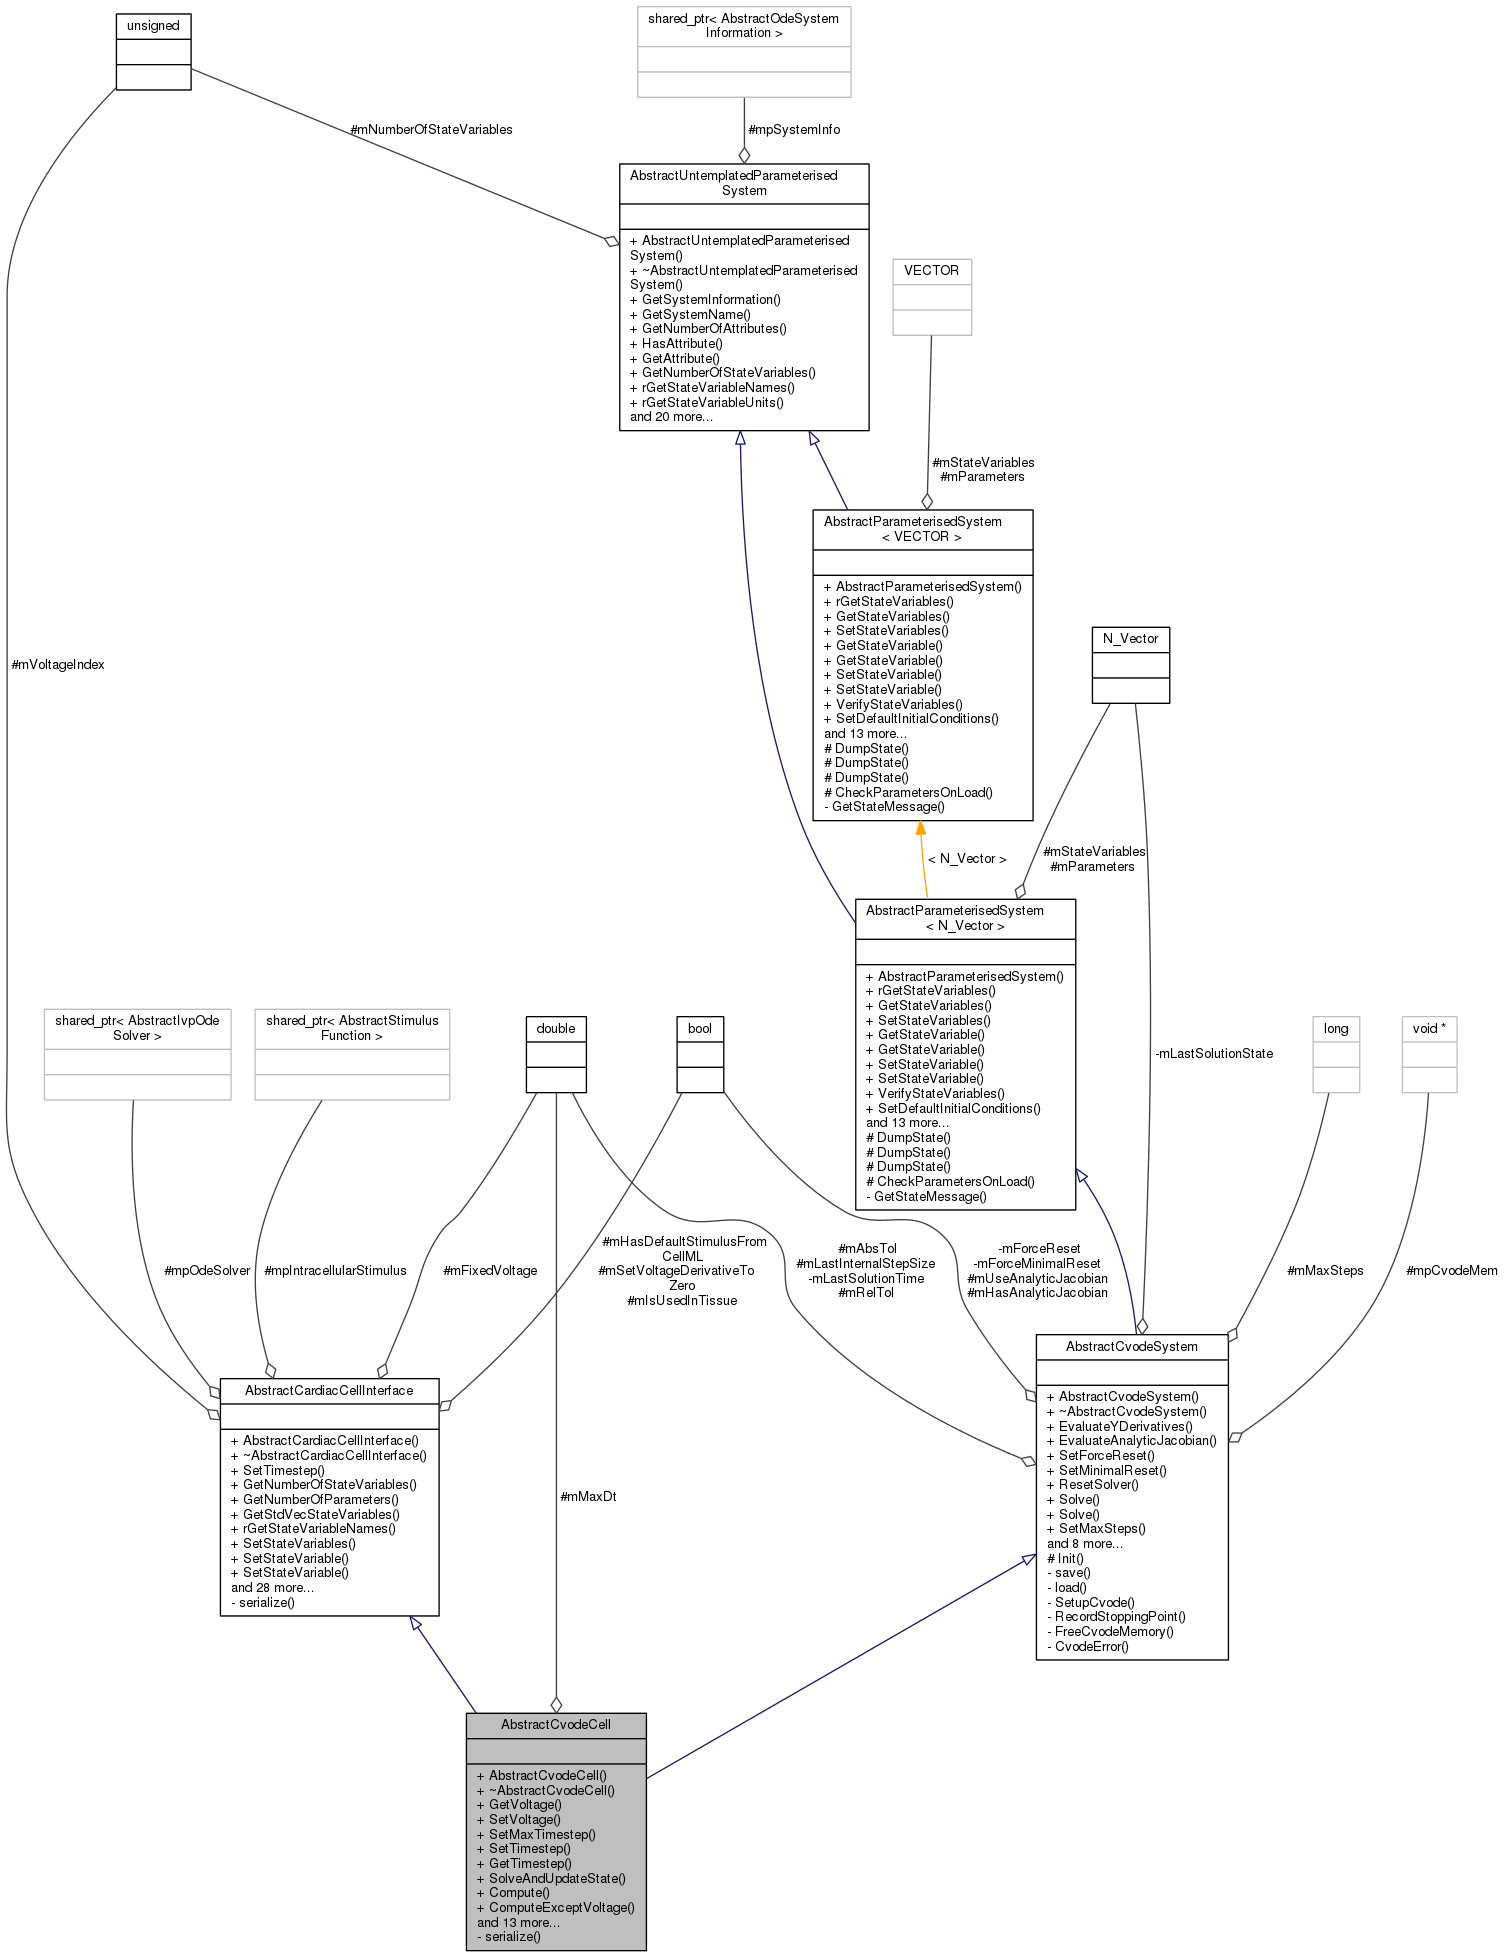 unsigned
shared_ptr< AbstractOdeSystem
Information >
#mNumberOfStateVariables
#mpSystemInfo
AbstractUntemplatedParameterised
System
+ AbstractUntemplatedParameterised
System()
+ ~AbstractUntemplatedParameterised
System()
+ GetSystemInformation()
+ GetSystemName()
+ GetNumberOfAttributes()
+ HasAttribute()
+ GetAttribute()
+ GetNumberOfStateVariables()
+ rGetStateVariableNames()
+ rGetStateVariableUnits()
and 20 more...
VECTOR
#mStateVariables
#mParameters
AbstractParameterisedSystem
< VECTOR >
+ AbstractParameterisedSystem()
+ rGetStateVariables()
+ GetStateVariables()
+ SetStateVariables()
+ GetStateVariable()
+ GetStateVariable()
+ SetStateVariable()
+ SetStateVariable()
+ VerifyStateVariables()
+ SetDefaultInitialConditions()
and 13 more...
# DumpState()
# DumpState()
# DumpState()
# CheckParametersOnLoad()
- GetStateMessage()
N_Vector
#mVoltageIndex
< N_Vector >
#mStateVariables
#mParameters
AbstractParameterisedSystem
< N_Vector >
+ AbstractParameterisedSystem()
+ rGetStateVariables()
+ GetStateVariables()
+ SetStateVariables()
+ GetStateVariable()
+ GetStateVariable()
+ SetStateVariable()
+ SetStateVariable()
+ VerifyStateVariables()
+ SetDefaultInitialConditions()
and 13 more...
# DumpState()
# DumpState()
# DumpState()
# CheckParametersOnLoad()
- GetStateMessage()
shared_ptr< AbstractIvpOde
Solver >
shared_ptr< AbstractStimulus
Function >
double
bool
-mLastSolutionState
long
void *
#mpOdeSolver
#mpIntracellularStimulus
#mFixedVoltage
#mHasDefaultStimulusFrom
CellML
#mSetVoltageDerivativeTo
Zero
#mIsUsedInTissue
#mAbsTol
#mLastInternalStepSize
-mLastSolutionTime
#mRelTol
-mForceReset
-mForceMinimalReset
#mUseAnalyticJacobian
#mHasAnalyticJacobian
#mMaxSteps
#mpCvodeMem
AbstractCardiacCellInterface
+ AbstractCardiacCellInterface()
+ ~AbstractCardiacCellInterface()
+ SetTimestep()
+ GetNumberOfStateVariables()
+ GetNumberOfParameters()
+ GetStdVecStateVariables()
+ rGetStateVariableNames()
+ SetStateVariables()
+ SetStateVariable()
+ SetStateVariable()
and 28 more...
- serialize()
#mMaxDt
AbstractCvodeSystem
+ AbstractCvodeSystem()
+ ~AbstractCvodeSystem()
+ EvaluateYDerivatives()
+ EvaluateAnalyticJacobian()
+ SetForceReset()
+ SetMinimalReset()
+ ResetSolver()
+ Solve()
+ Solve()
+ SetMaxSteps()
and 8 more...
# Init()
- save()
- load()
- SetupCvode()
- RecordStoppingPoint()
- FreeCvodeMemory()
- CvodeError()
AbstractCvodeCell
+ AbstractCvodeCell()
+ ~AbstractCvodeCell()
+ GetVoltage()
+ SetVoltage()
+ SetMaxTimestep()
+ SetTimestep()
+ GetTimestep()
+ SolveAndUpdateState()
+ Compute()
+ ComputeExceptVoltage()
and 13 more...
- serialize()